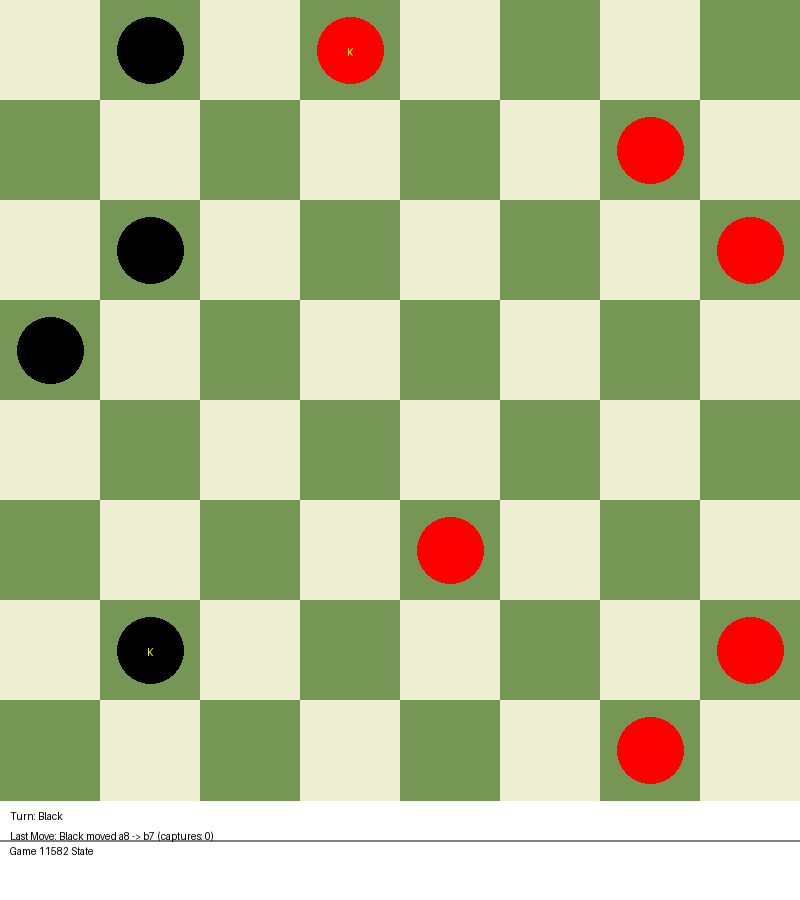 K
K
Turn: Black
Last Move: Black moved a8 -> b7 (captures: 0)
Game 11582 State